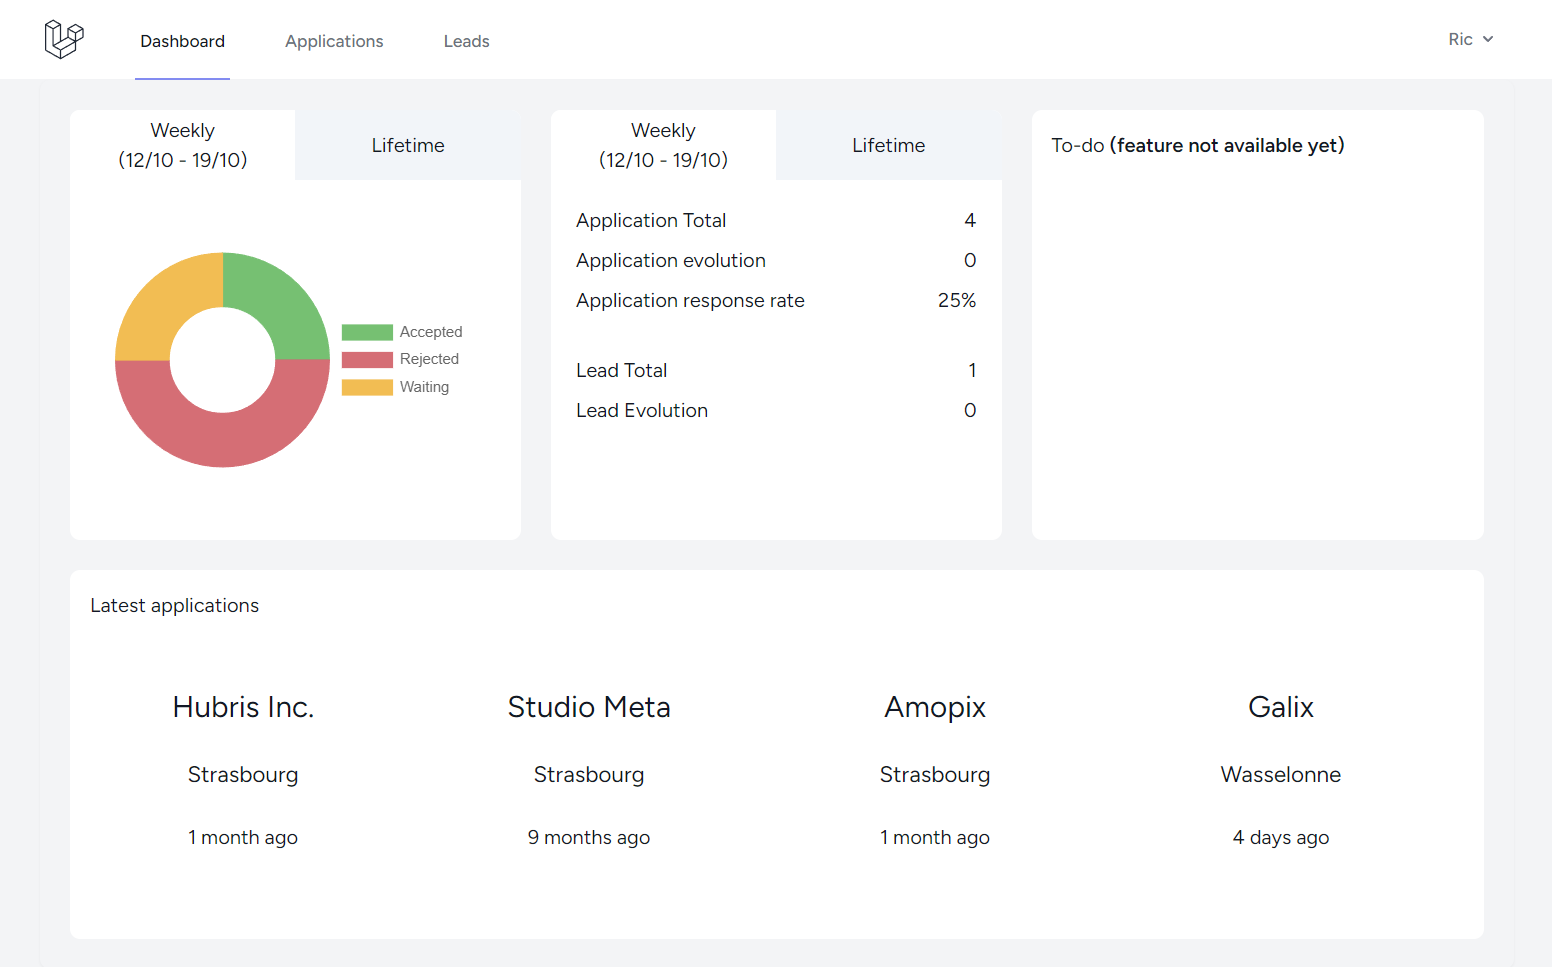 Dashboard
Applications
Leads
Ric
Weekly
(12/10 - 19/10)
Lifetime
Accepted
Rejected
Waiting
Weekly
(12/10 - 19/10)
Lifetime
Application Total 4
Application evolution 0
Application response rate 25%
Lead Total 1
Lead Evolution 0
To-do (feature not available yet)
Latest applications
Hubris Inc.
Strasbourg
1 month ago
Studio Meta
Strasbourg
9 months ago
Amopix
Strasbourg
1 month ago
Galix
Wasselonne
4 days ago